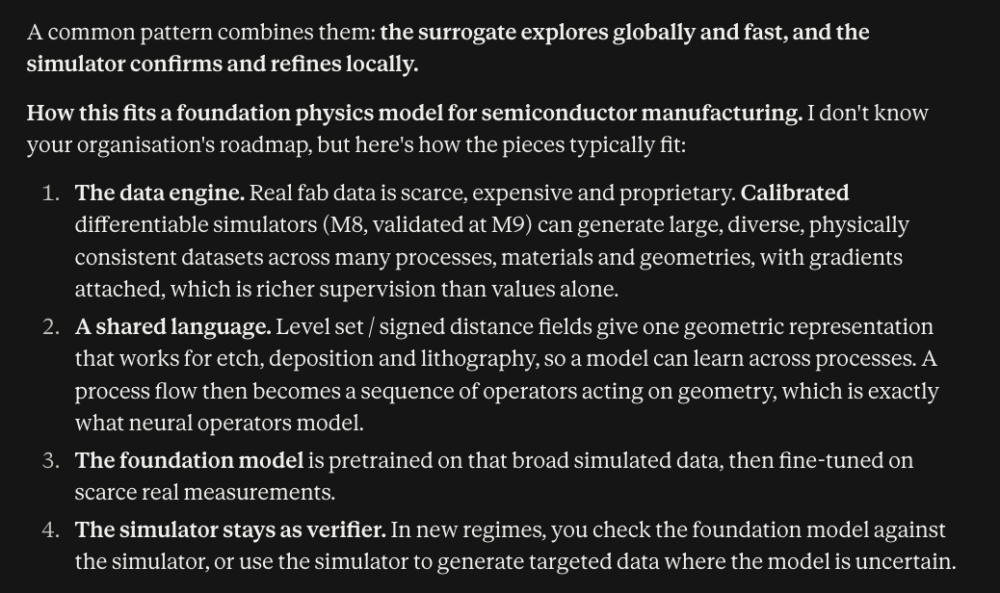 A common pattern combines them: the surrogate explores globally and fast, and the
simulator confirms and refines locally.
How this fits a foundation physics model for semiconductor manufacturing. I don't know
your organisation's roadmap, but here's how the pieces typically fit:
1. The data engine. Real fab data is scarce, expensive and proprietary. Calibrated
differentiable simulators (M8, validated at M9) can generate large, diverse, physically
consistent datasets across many processes, materials and geometries, with gradients
attached, which is richer supervision than values alone.
2. A shared language. Level set / signed distance fields give one geometric representation
that works for etch, deposition and lithography, so a model can learn across processes. A
process flow then becomes a sequence of operators acting on geometry, which is exactly
what neural operators model.
3. The foundation model is pretrained on that broad simulated data, then fine-tuned on
scarce real measurements.
4. The simulator stays as verifier. In new regimes, you check the foundation model against
the simulator, or use the simulator to generate targeted data where the model is uncertain.